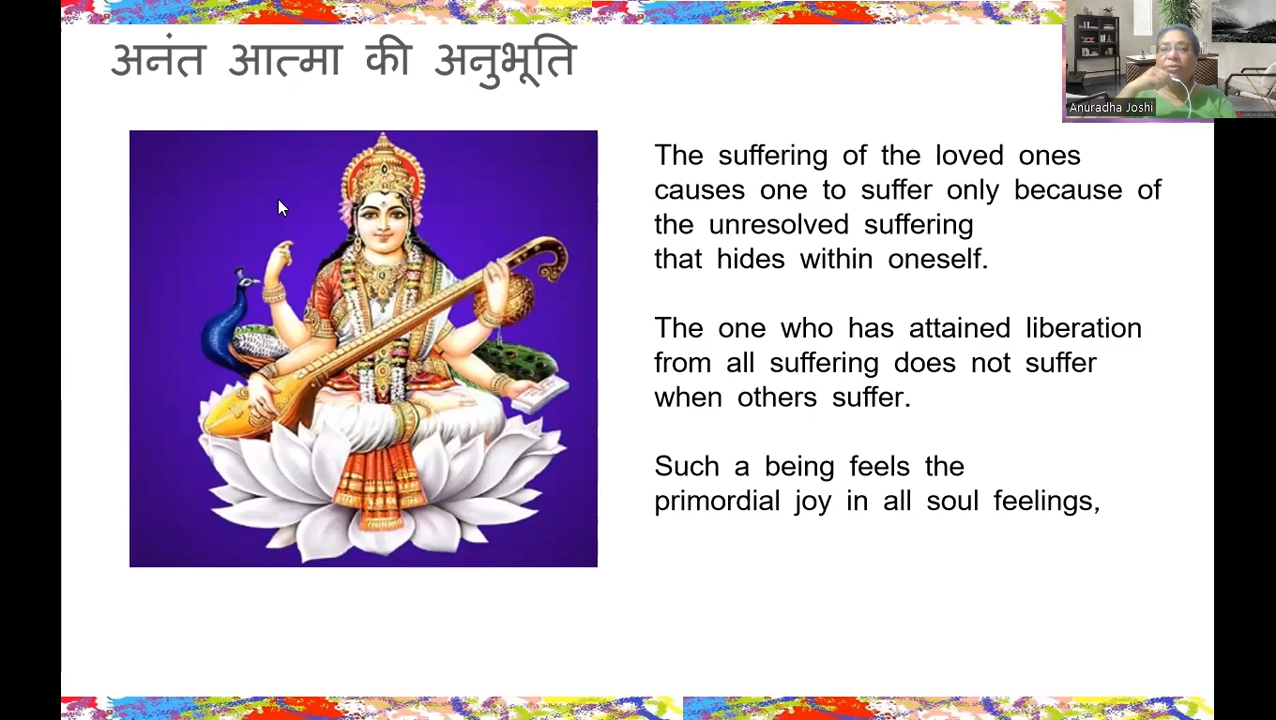 अनंत आत्मा की अनुभूति
Anuradha Joshi
The suffering of the loved ones
causes one to suffer only because of
the unresolved suffering
that hides within oneself.
The one who has attained liberation
from all suffering does not suffer
when others suffer.
Such a being feels the
primordial joy in all soul feelings,